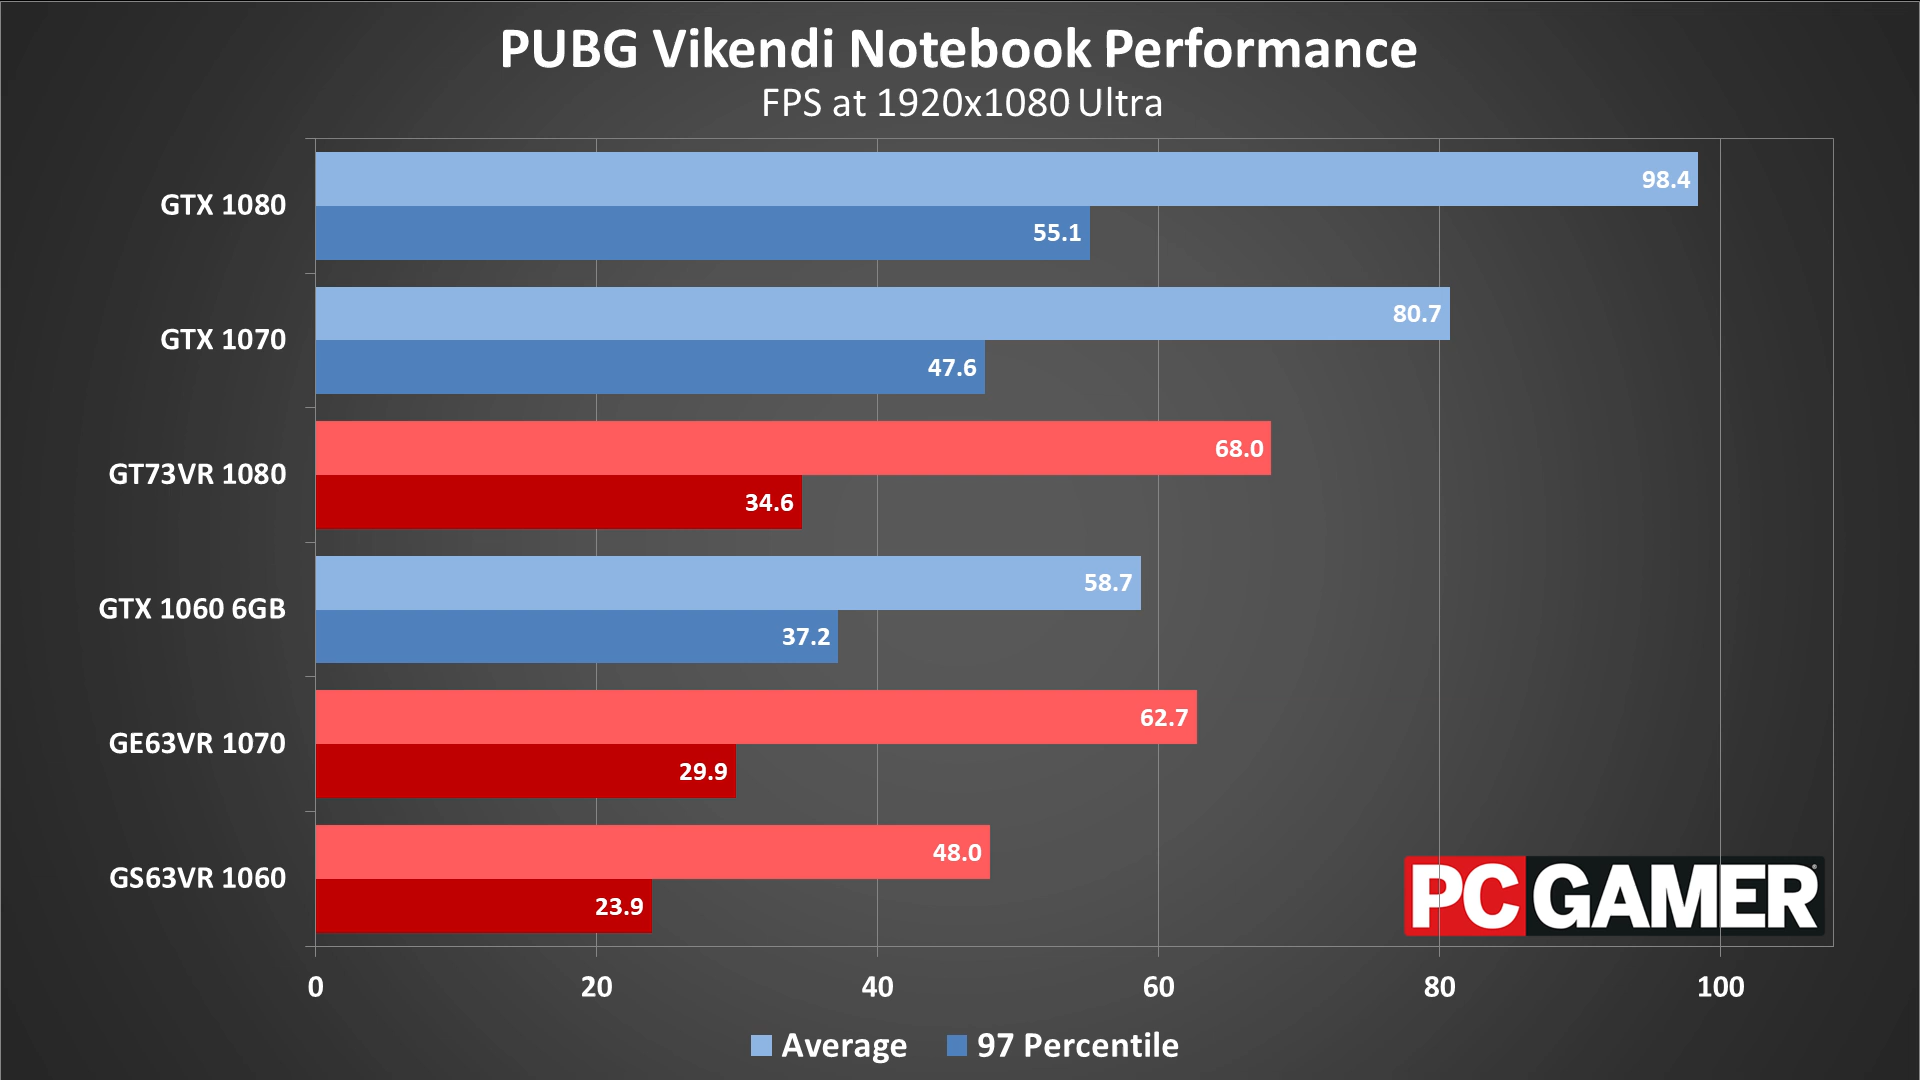 PUBG Vikendi Notebook Performance
FPS at 1920x1080 Ultra
GTX 1080
98.4
55.1
GTX 1070
80.7
47.6
GT73VR 1080
68.0
34.6
GTX 1060 6GB
58.7
37.2
GE63VR 1070
62.7
29.9
GS63VR 1060
48.0
23.9
PC GAMER
0 20 40 60 80 100
Average 97 Percentile